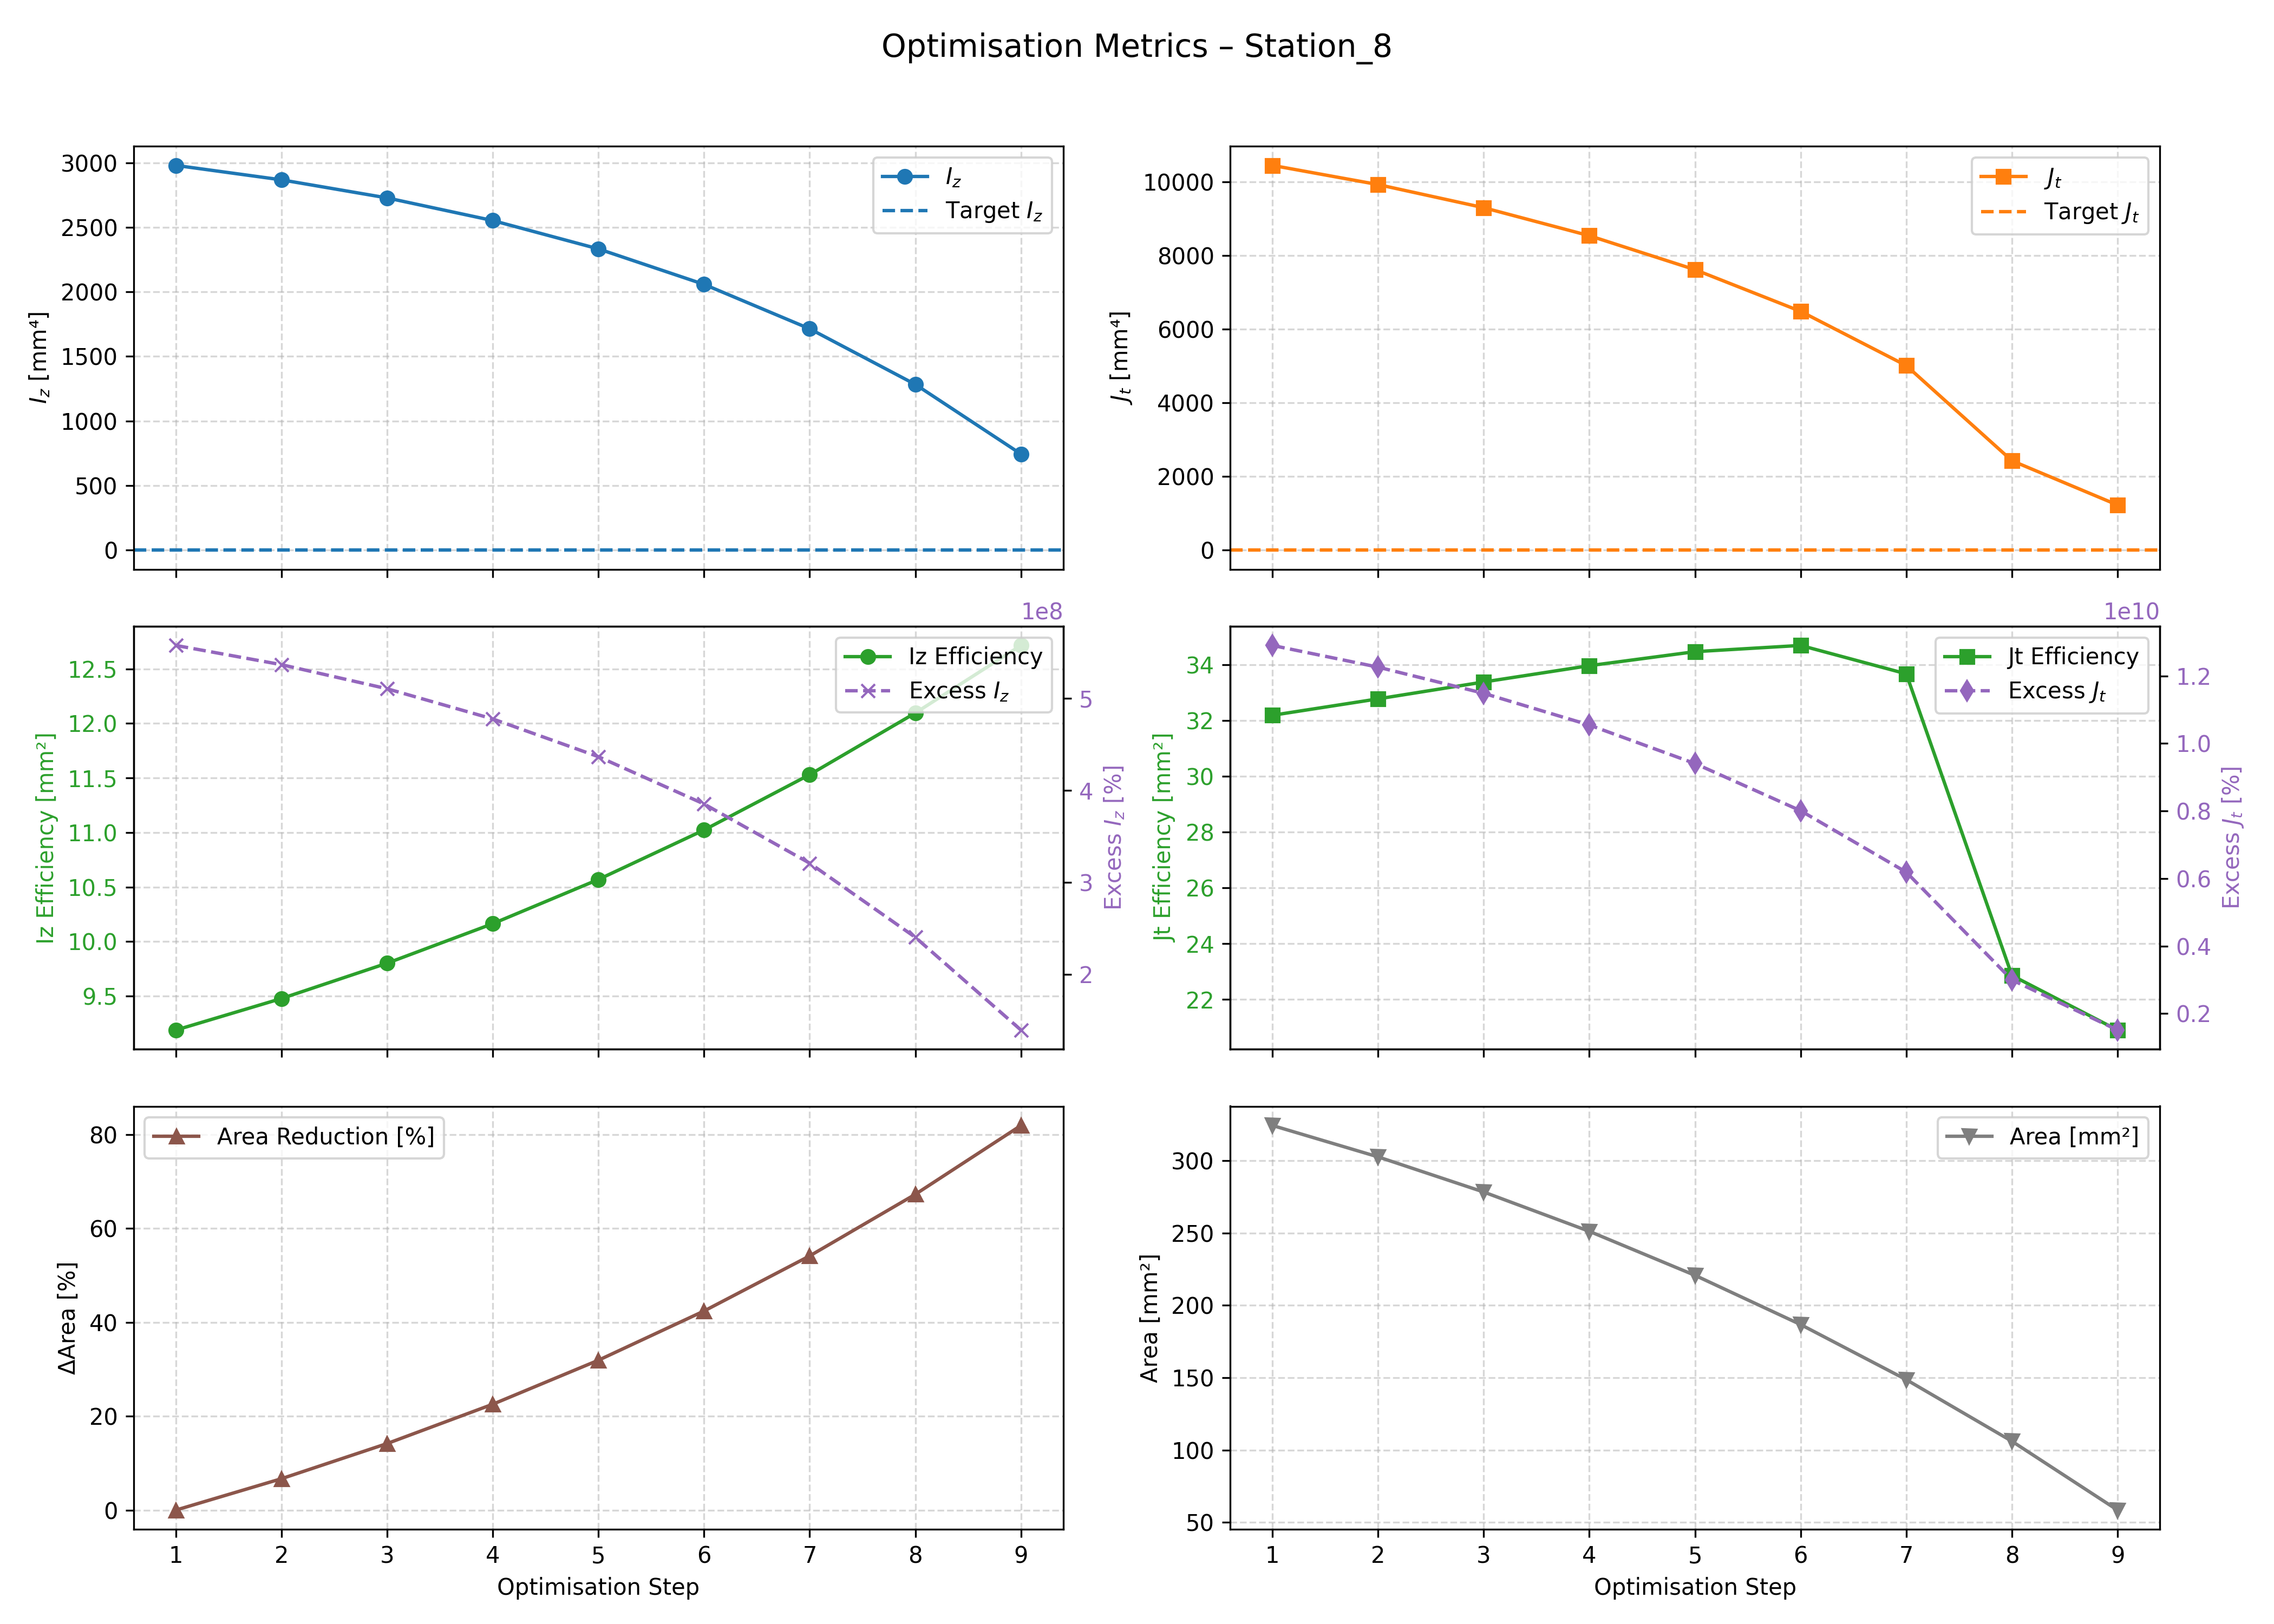 Optimisation Metrics – Station_8
3000
2500
2000
1500
1000
500
0
I_z [mm⁴]
I_z
Target I_z
10000
8000
6000
4000
2000
0
J_t [mm⁴]
J_t
Target J_t
12.5
12.0
11.5
11.0
10.5
10.0
9.5
Iz Efficiency [mm²]
Iz Efficiency
Excess I_z
1e8
5
4
3
2
Excess I_z [%]
34
32
30
28
26
24
22
Jt Efficiency [mm²]
Jt Efficiency
Excess J_t
1e10
1.2
1.0
0.8
0.6
0.4
0.2
Excess J_t [%]
80
60
40
20
0
ΔArea [%]
Area Reduction [%]
1 2 3 4 5 6 7 8 9
Optimisation Step
300
250
200
150
100
50
Area [mm²]
Area [mm²]
1 2 3 4 5 6 7 8 9
Optimisation Step